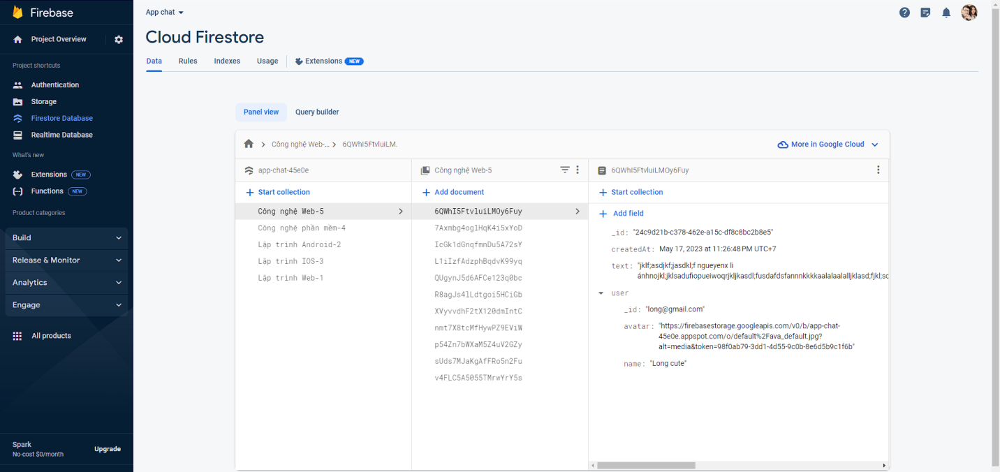 Firebase
Project Overview
Project shortcuts
Authentication
Storage
Firestore Database
Realtime Database
What's new
Extensions NEW
Functions NEW
Product categories
Build
Release & Monitor
Analytics
Engage
All products
Spark
No-cost $0/month
Upgrade
App chat
Cloud Firestore
Data Rules Indexes Usage Extensions NEW
Panel view Query builder
Công nghệ Web-... 6QWhI5FtvluiLM.
More in Google Cloud
app-chat-45e0e
Start collection
Công nghệ Web-5
Công nghệ phần mềm-4
Lập trình Android-2
Lập trình IOS-3
Lập trình Web-1
Công nghệ Web-5
Add document
6QWhI5FtvluiLMOy6Fuy
7Axmbg4oglHqK4i5xYoD
IcGk1dGnqfmnDu5A72sY
L1iIzfAdzphBqdvK99yq
QUgynJ5d6AFCe123q0bc
R8agJs4lLdtgoi5HCiGb
XVyvvdhF2tX120dmIntC
nmt7X8tcMfHywPZ9EViW
p54Zn7bWXaM5Z4uV2GZy
sUds7MJaKgAfFRo5n2Fu
v4FLC5A5055TMrwYrY5s
6QWhI5FtvluiLMOy6Fuy
Start collection
Add field
_id: "24c9d21b-c378-462e-a15c-df8c8bc2b8e5"
createdAt: May 17, 2023 at 11:26:48 PM UTC+7
text: "jklf;asdjkf;jasdkl;f ngueyenx li
ánhnojkl;jklsadufiopueiwoqrjkljkasdl;fusdafdsfannnkkkkaalalaalalljklasd;fjkl;sc
user
_id: "long@gmail.com"
avatar: "https://firebasestorage.googleapis.com/v0/b/app-chat-
45e0e.appspot.com/o/default%2Fava_default.jpg?
alt=media&token=98f0ab79-3dd1-4d55-9c0b-8e6d5b9c1f6b"
name: "Long cute"